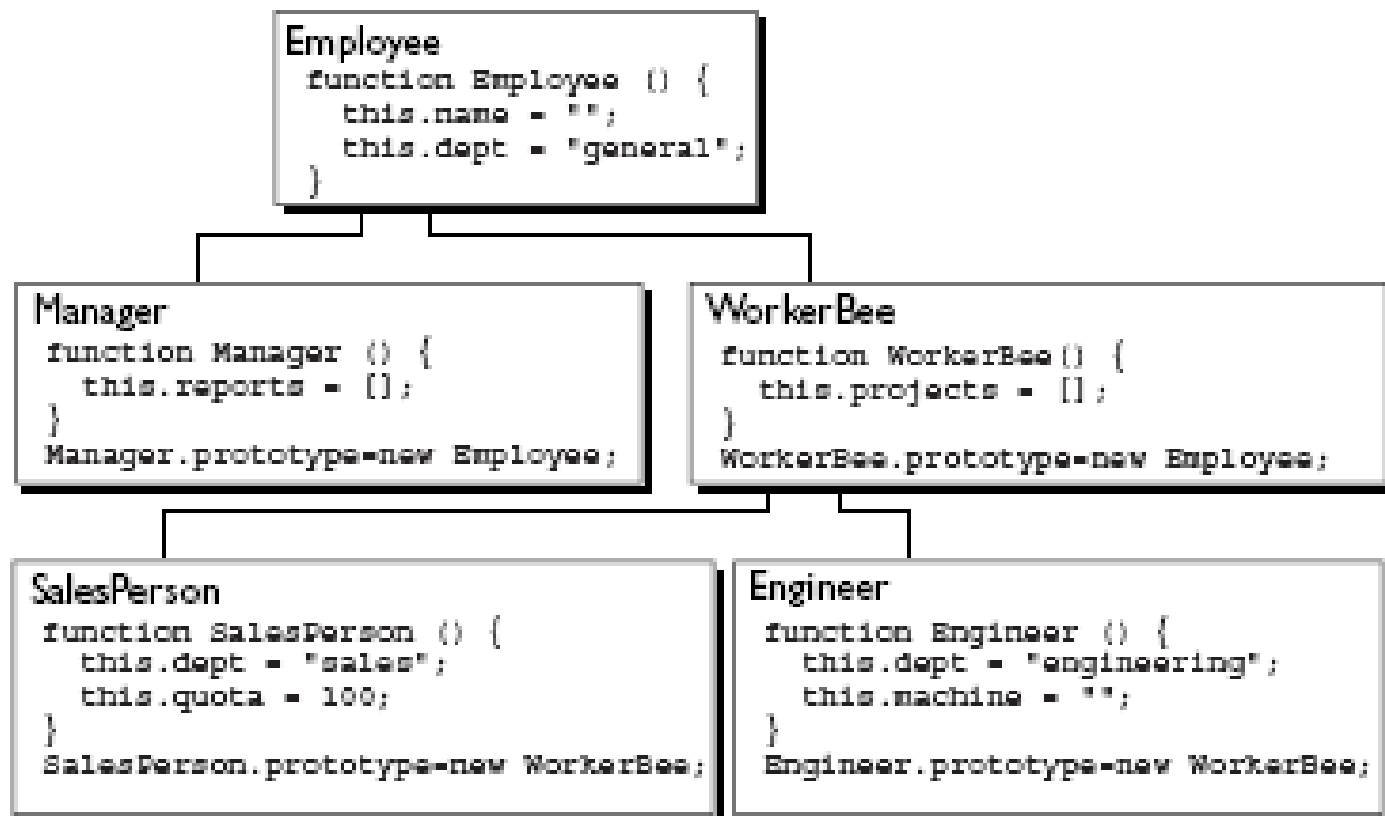 Employee
function Employee () {
this.name = "";
this.dept = "general";
}
Manager
function Manager () {
this.reports = [];
}
Manager.prototype=new Employee;
WorkerBee
function WorkerBee() {
this.projects = [];
}
WorkerBee.prototype=new Employee;
SalesPerson
function SalesPerson () {
this.dept = "sales";
this.quota = 100;
}
SalesPerson.prototype=new WorkerBee;
Engineer
function Engineer () {
this.dept = "engineering";
this.machine = "";
}
Engineer.prototype=new WorkerBee;